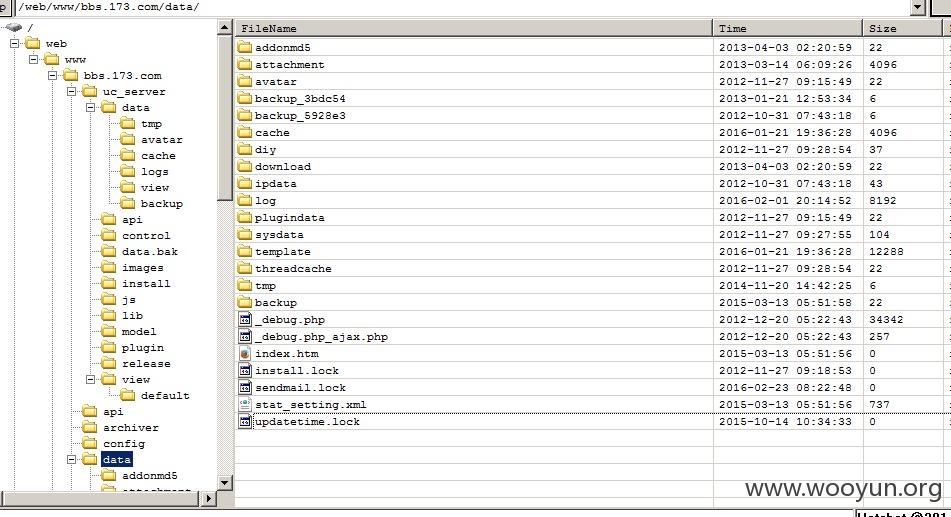 /web/www/bbs.173.com/data/
/
web
www
bbs.173.com
uc_server
data
tmp
avatar
cache
logs
view
backup
api
control
data.bak
images
install
js
lib
model
plugin
release
view
default
api
archiver
config
data
addonmd5
attachment
FileName Time Size
addonmd5 2013-04-03 02:20:59 22
attachment 2013-03-14 06:09:26 4096
avatar 2012-11-27 09:15:49 22
backup_3bdc54 2013-01-21 12:53:34 6
backup_5928e3 2012-10-31 07:43:18 6
cache 2016-01-21 19:36:28 4096
diy 2012-11-27 09:28:54 37
download 2013-04-03 02:20:59 22
ipdata 2012-10-31 07:43:18 43
log 2016-02-01 20:14:52 8192
plugindata 2012-11-27 09:15:49 22
sysdata 2012-11-27 09:27:55 104
template 2016-01-21 19:36:28 12288
threadcache 2012-11-27 09:28:54 22
tmp 2014-11-20 14:42:25 6
backup 2015-03-13 05:51:58 22
_debug.php 2012-12-20 05:22:43 34342
_debug.php_ajax.php 2012-12-20 05:22:43 257
index.htm 2015-03-13 05:51:56 0
install.lock 2012-11-27 09:18:53 0
sendmail.lock 2016-02-23 08:22:48 0
stat_setting.xml 2015-03-13 05:51:56 737
updatetime.lock 2015-10-14 10:34:33 0
www.wooyun.org